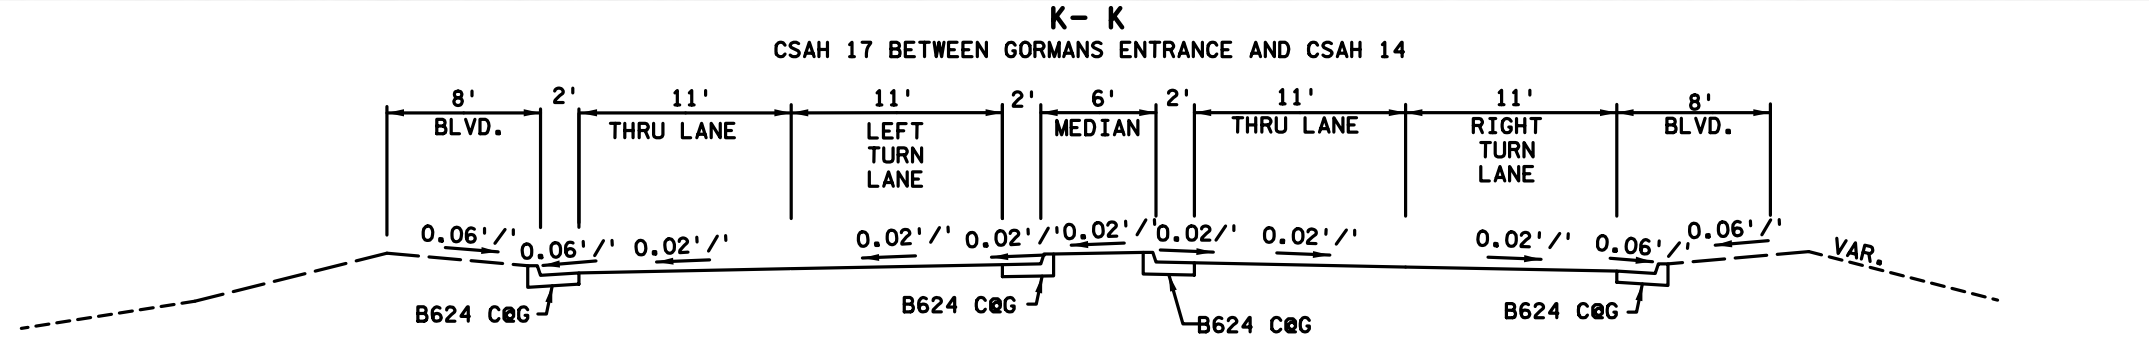 K- K
CSAH 17 BETWEEN GORMANS ENTRANCE AND CSAH 14
8' 2' 11' 11' 2' 6' 2' 11' 11' 8'
BLVD. THRU LANE LEFT MEDIAN THRU LANE RIGHT BLVD.
TURN TURN
LANE LANE
0.06'/' 0.06'/' 0.02'/' 0.02'/' 0.02'/' 0.02'/' 0.02/' 0.02'/' 0.02'/' 0.06'/' 0.06'/' VAR.
B624 C@G B624 C@G B624 C@G B624 C@G